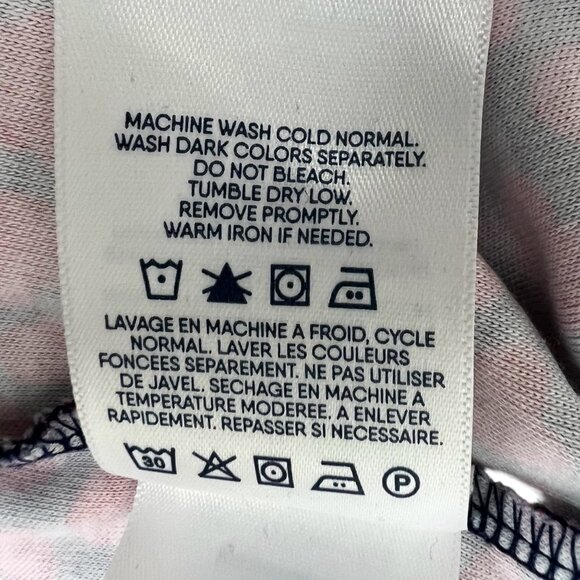 MACHINE WASH COLD NORMAL.
WASH DARK COLORS SEPARATELY.
DO NOT BLEACH.
TUMBLE DRY LOW.
REMOVE PROMPTLY.
WARM IRON IF NEEDED.
LAVAGE EN MACHINE A FROID, CYCLE
NORMAL. LAVER LES COULEURS
FONCEES SEPAREMENT. NE PAS UTILISER
DE JAVEL. SECHAGE EN MACHINE A
TEMPERATURE MODEREE. A ENLEVER
RAPIDEMENT. REPASSER SI NECESSAIRE.
30 P